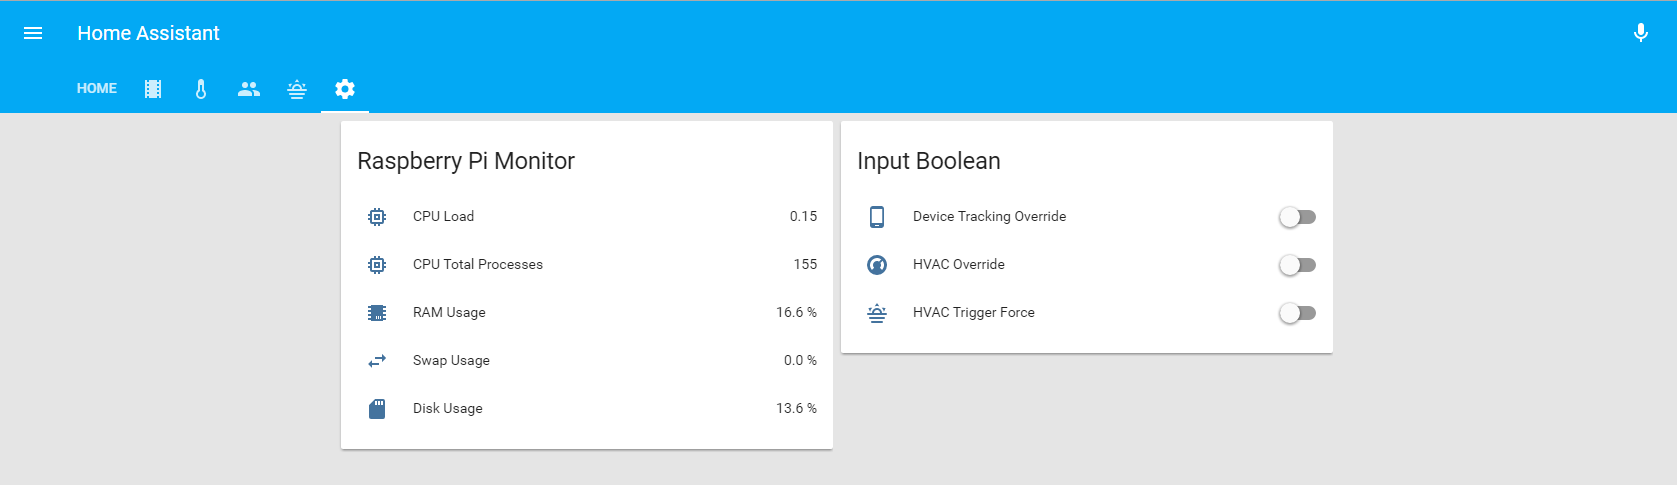 Home Assistant
HOME
Raspberry Pi Monitor
CPU Load 0.15
CPU Total Processes 155
RAM Usage 16.6 %
Swap Usage 0.0 %
Disk Usage 13.6 %
Input Boolean
Device Tracking Override
HVAC Override
HVAC Trigger Force